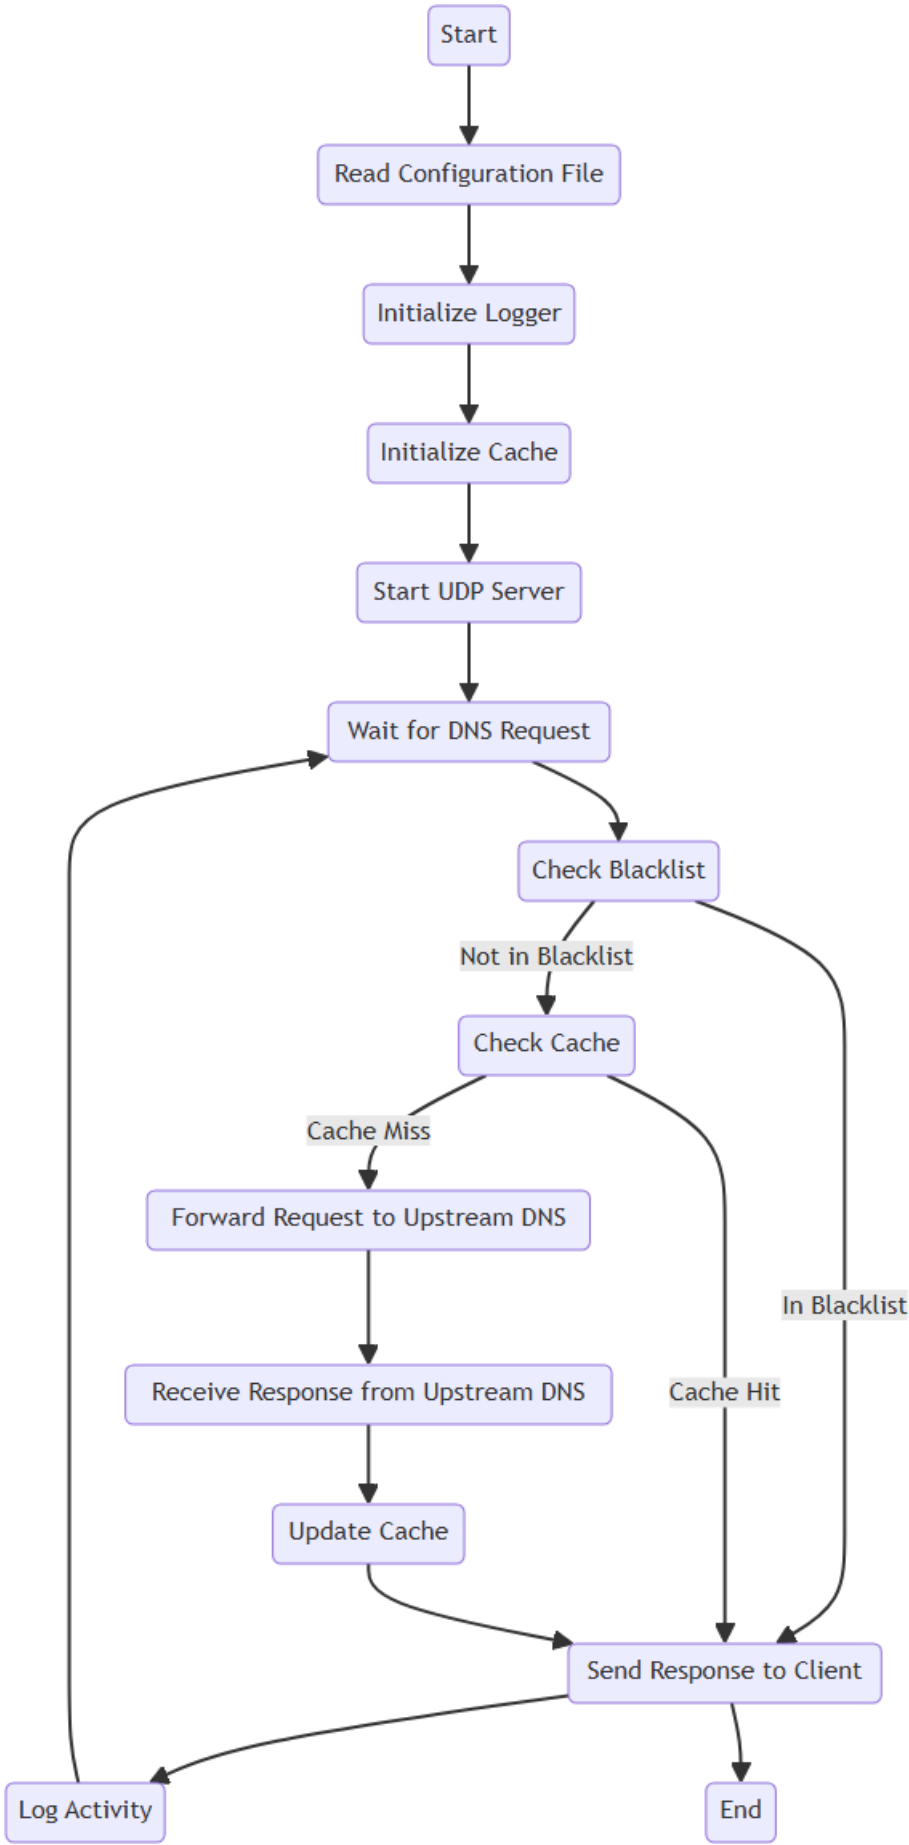 Start
Read Configuration File
Initialize Logger
Initialize Cache
Start UDP Server
Wait for DNS Request
Check Blacklist
Not in Blacklist
Check Cache
Cache Miss
Forward Request to Upstream DNS
In Blacklist
Receive Response from Upstream DNS
Cache Hit
Update Cache
Send Response to Client
Log Activity
End